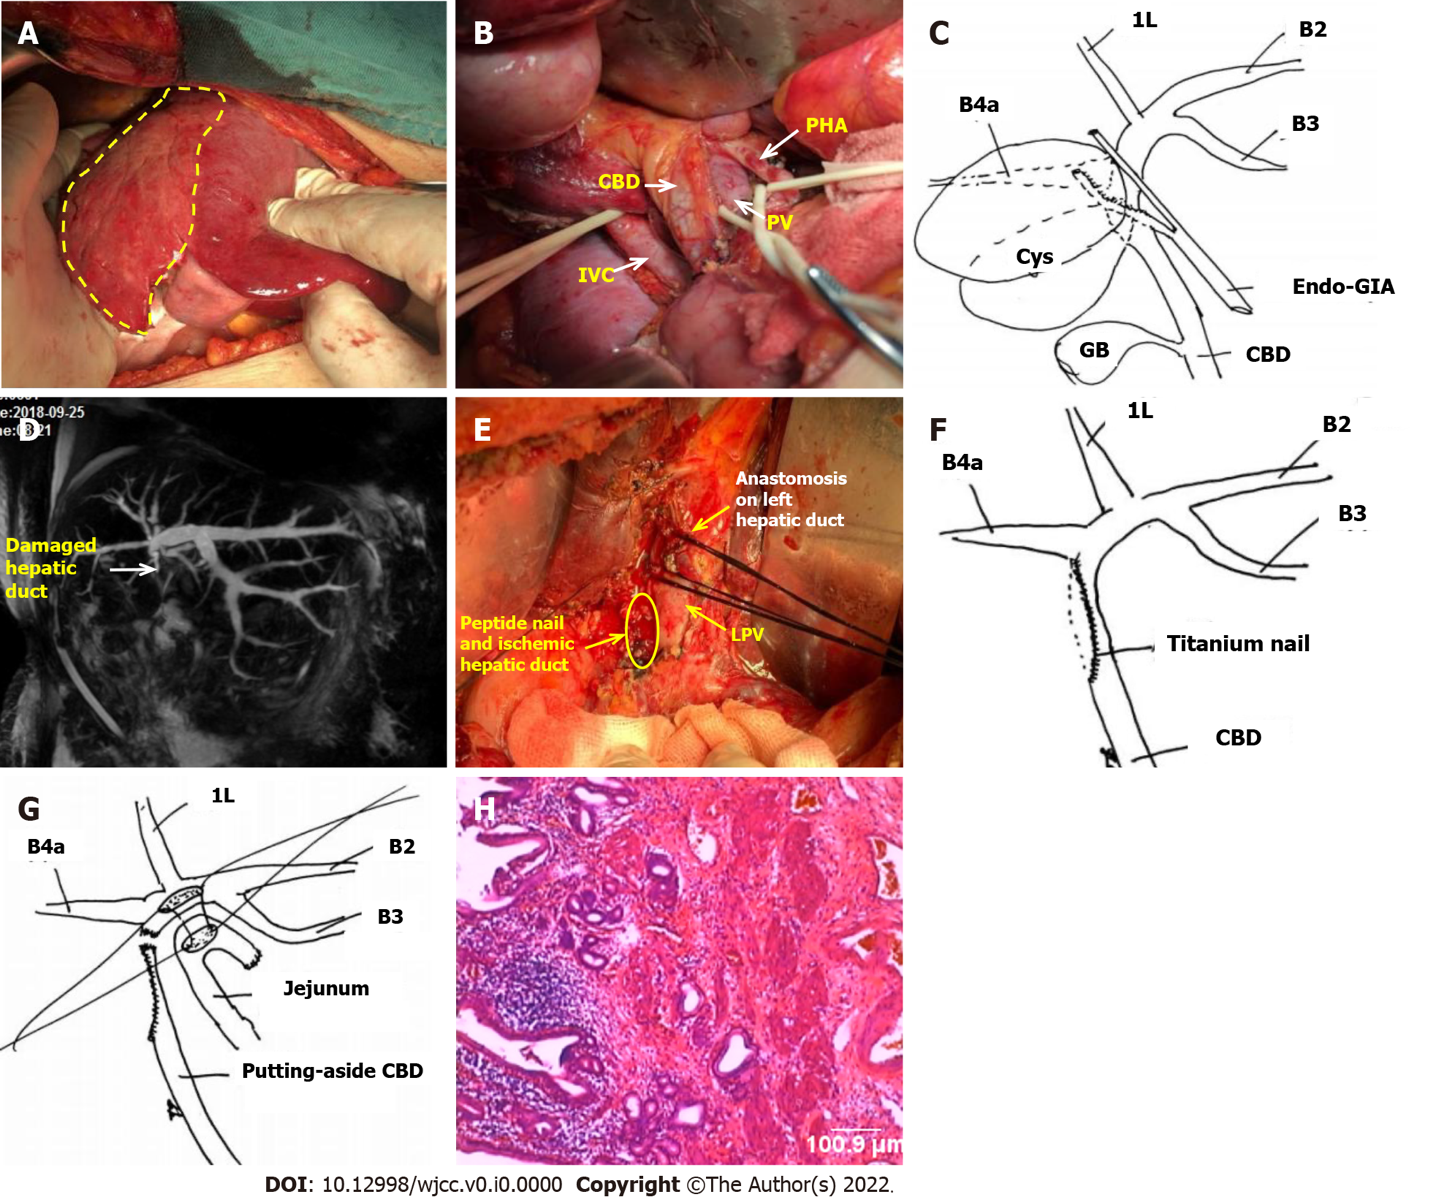 A
B
PHA
CBD
PV
IVC
C
1L
B2
B4a
B3
Cys
Endo-GIA
GB
CBD
e:2018-09-25
D
Damaged
hepatic
duct
E
Anastomosis
on left
hepatic duct
Peptide nail
and ischemic
hepatic duct
LPV
F
1L
B2
B4a
B3
Titanium nail
CBD
G
1L
B4a
B2
B3
Jejunum
Putting-aside CBD
H
100.9 µm
DOI: 10.12998/wjcc.v0.i0.0000 Copyright ©The Author(s) 2022.